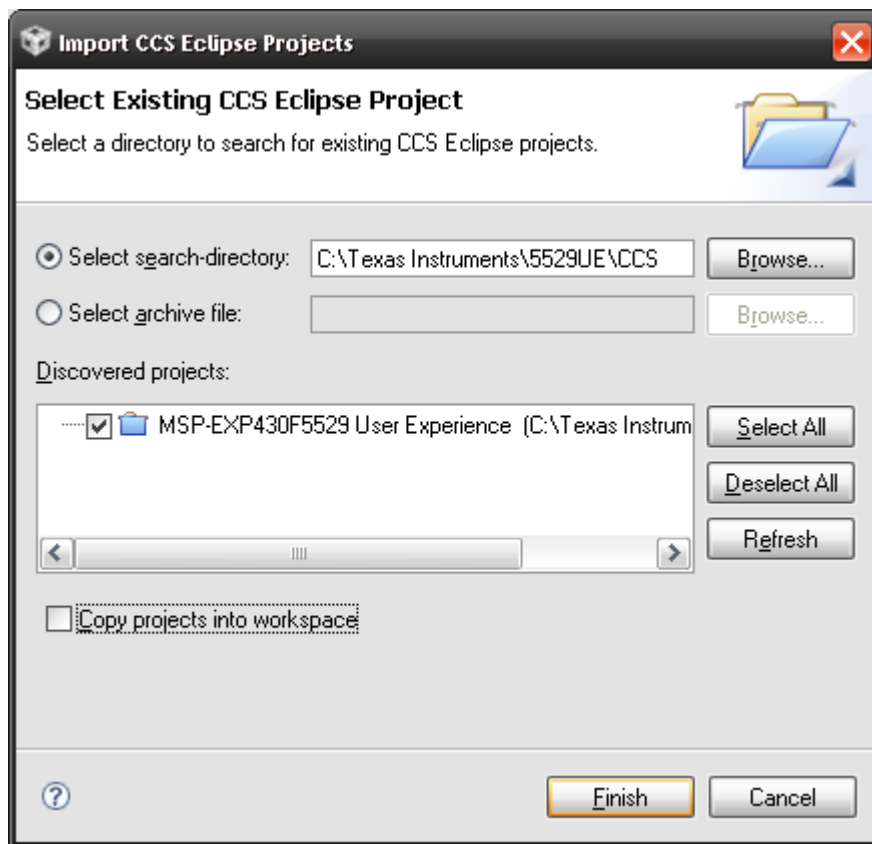 Import CCS Eclipse Projects
Select Existing CCS Eclipse Project
Select a directory to search for existing CCS Eclipse projects.
Select search-directory: C:\Texas Instruments\5529UE\CCS Browse...
Select archive file: Browse...
Discovered projects:
MSP-EXP430F5529 User Experience (C:\Texas Instrum Select All
Deselect All
Refresh
Copy projects into workspace
? Finish Cancel